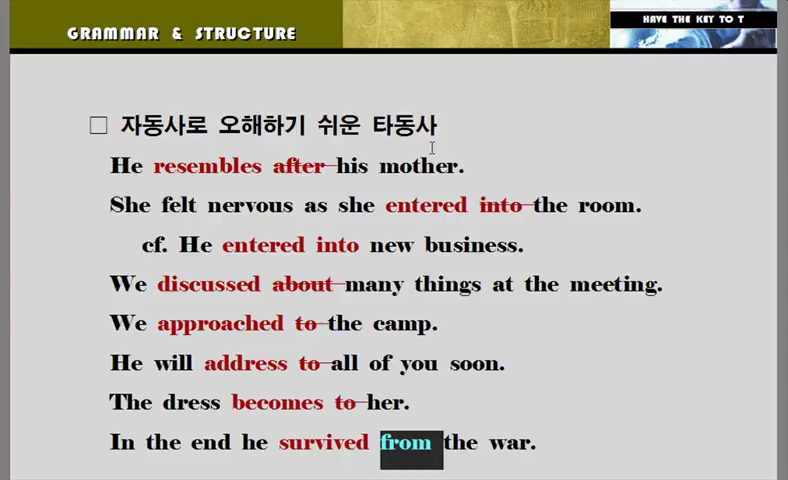 GRAMMAR & STRUCTURE
HAVE THE KEY TO T
□ 자동사로 오해하기 쉬운 타동사
He resembles after his mother.
She felt nervous as she entered into the room.
cf. He entered into new business.
We discussed about many things at the meeting.
We approached to the camp.
He will address to all of you soon.
The dress becomes to her.
In the end he survived from the war.